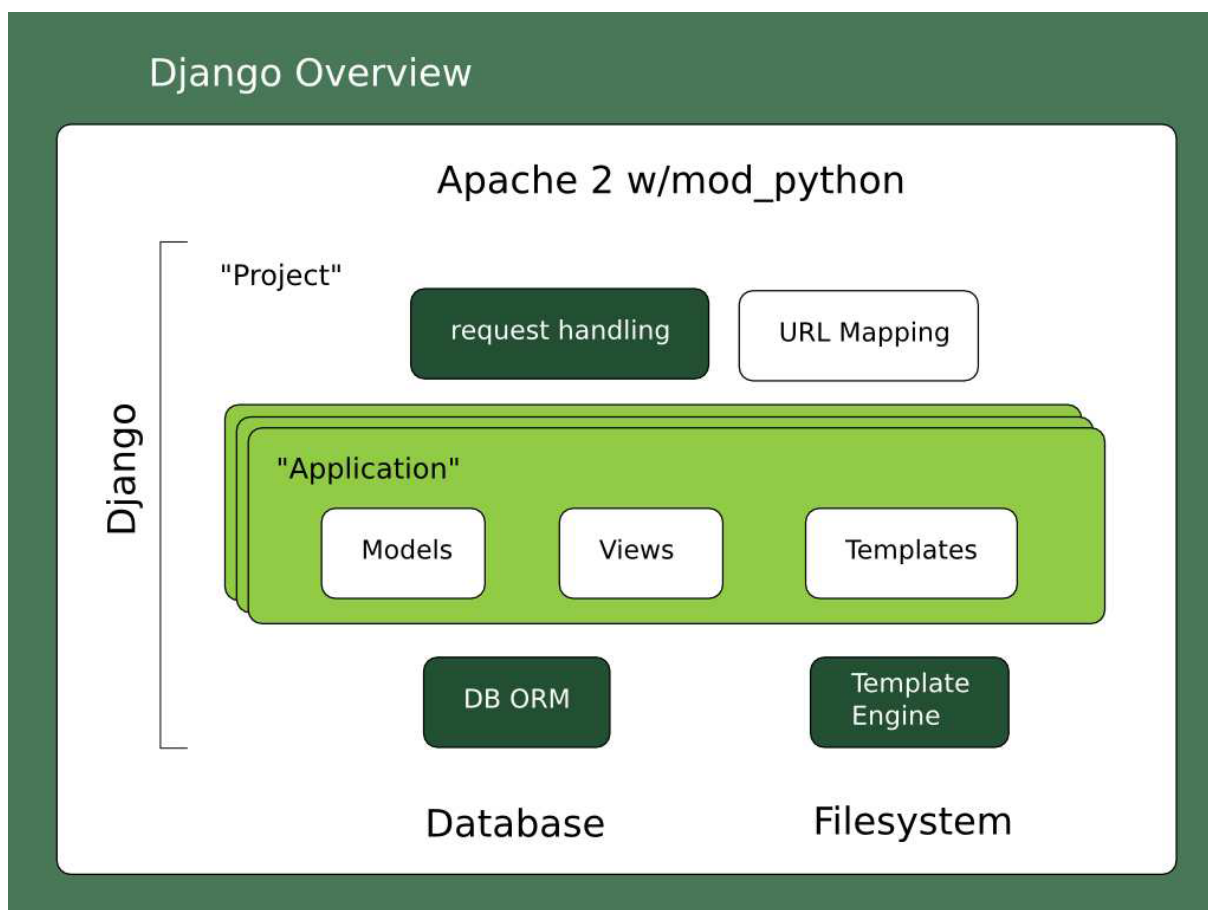 Django Overview
Apache 2 w/mod_python
"Project"
request handling
URL Mapping
Django
"Application"
Models
Views
Templates
DB ORM
Template
Engine
Database
Filesystem